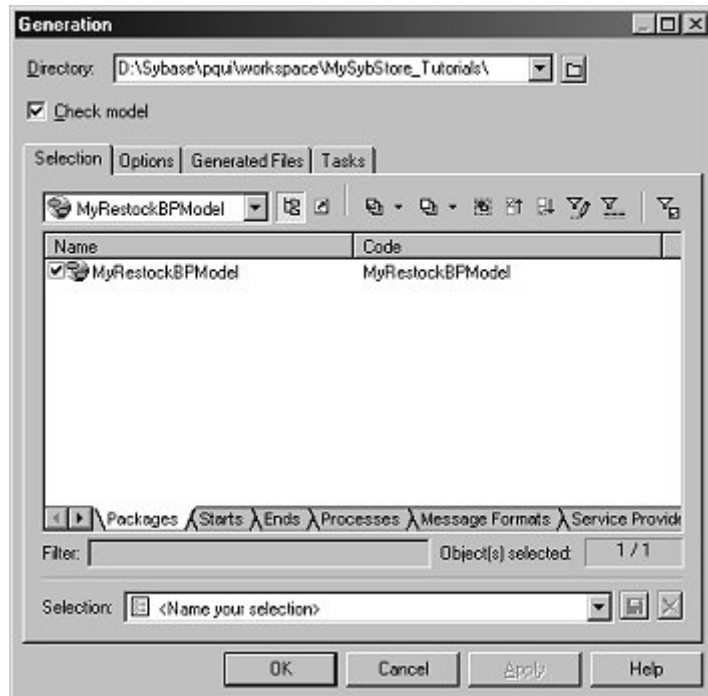 Generation
Directory: D:\Sybase\pqui\workspace\MySybStore_Tutorials\
Check model
Selection Options Generated Files Tasks
MyRestockBPModel
Name Code
MyRestockBPModel MyRestockBPModel
Packages Starts Ends Processes Message Formats Service Provide
Filter: Object(s) selected: 1 / 1
Selection: <Name your selection>
OK Cancel Apply Help